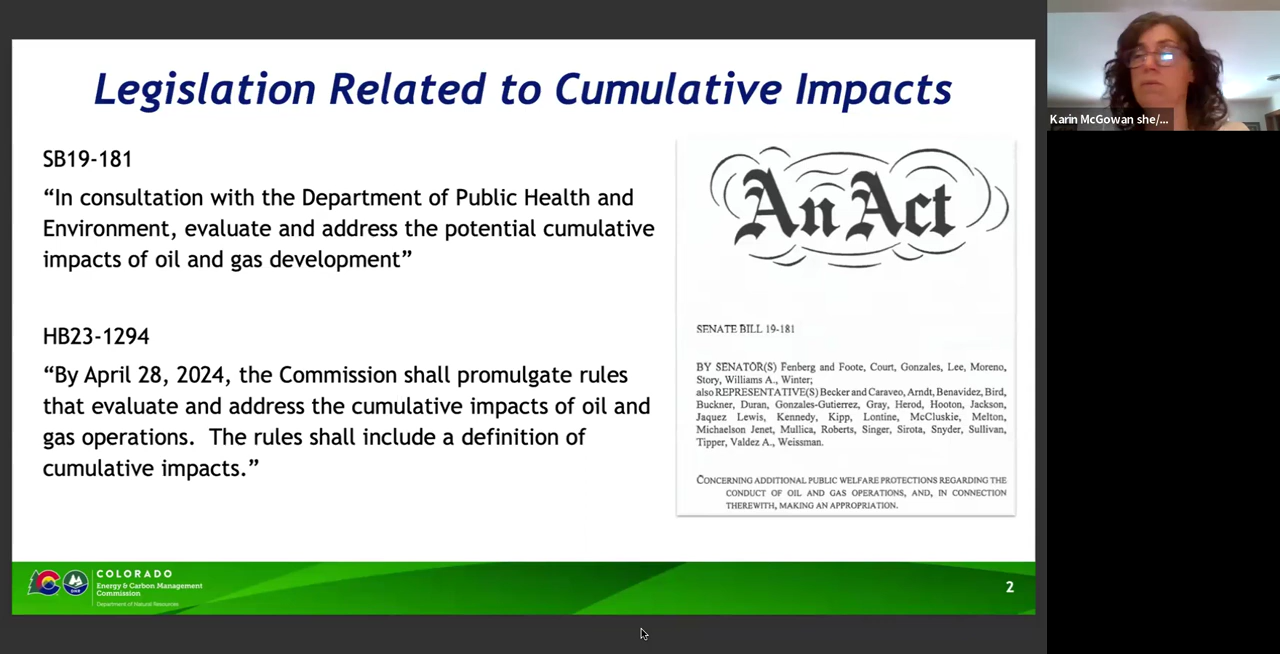 Legislation Related to Cumulative Impacts
SB19-181
“In consultation with the Department of Public Health and
Environment, evaluate and address the potential cumulative
impacts of oil and gas development”
HB23-1294
“By April 28, 2024, the Commission shall promulgate rules
that evaluate and address the cumulative impacts of oil and
gas operations.  The rules shall include a definition of
cumulative impacts.”
An Act
SENATE BILL 19-181
BY SENATOR(S) Fenberg and Foote, Court, Gonzales, Lee, Moreno,
Story, Williams A., Winter;
also REPRESENTATIVE(S) Becker and Caraveo, Arndt, Benavidez, Bird,
Buckner, Duran, Gonzales-Gutierrez, Gray, Herod, Hooton, Jackson,
Jaquez Lewis, Kennedy, Kipp, Lontine, McCluskie, Melton,
Michaelson Jenet, Mullica, Roberts, Singer, Sirota, Snyder, Sullivan,
Tipper, Valdez A., Weissman.
CONCERNING ADDITIONAL PUBLIC WELFARE PROTECTIONS REGARDING THE
CONDUCT OF OIL AND GAS OPERATIONS, AND, IN CONNECTION
THEREWITH, MAKING AN APPROPRIATION.
DNR
COLORADO
Energy & Carbon Management
Commission
Department of Natural Resources
2
Karin McGowan she/...